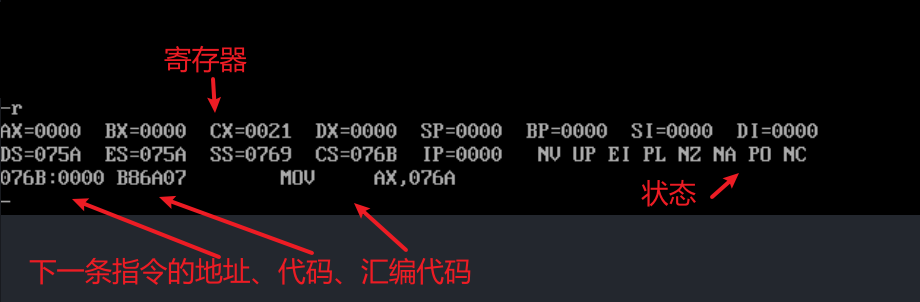 寄存器
-r
AX=0000 BX=0000 CX=0021 DX=0000 SP=0000 BP=0000 SI=0000 DI=0000
DS=075A ES=075A SS=0769 CS=076B IP=0000 NV UP EI PL NZ NA PO NC
076B:0000 B86A07 MOV AX,076A
-
状态
下一条指令的地址、代码、汇编代码